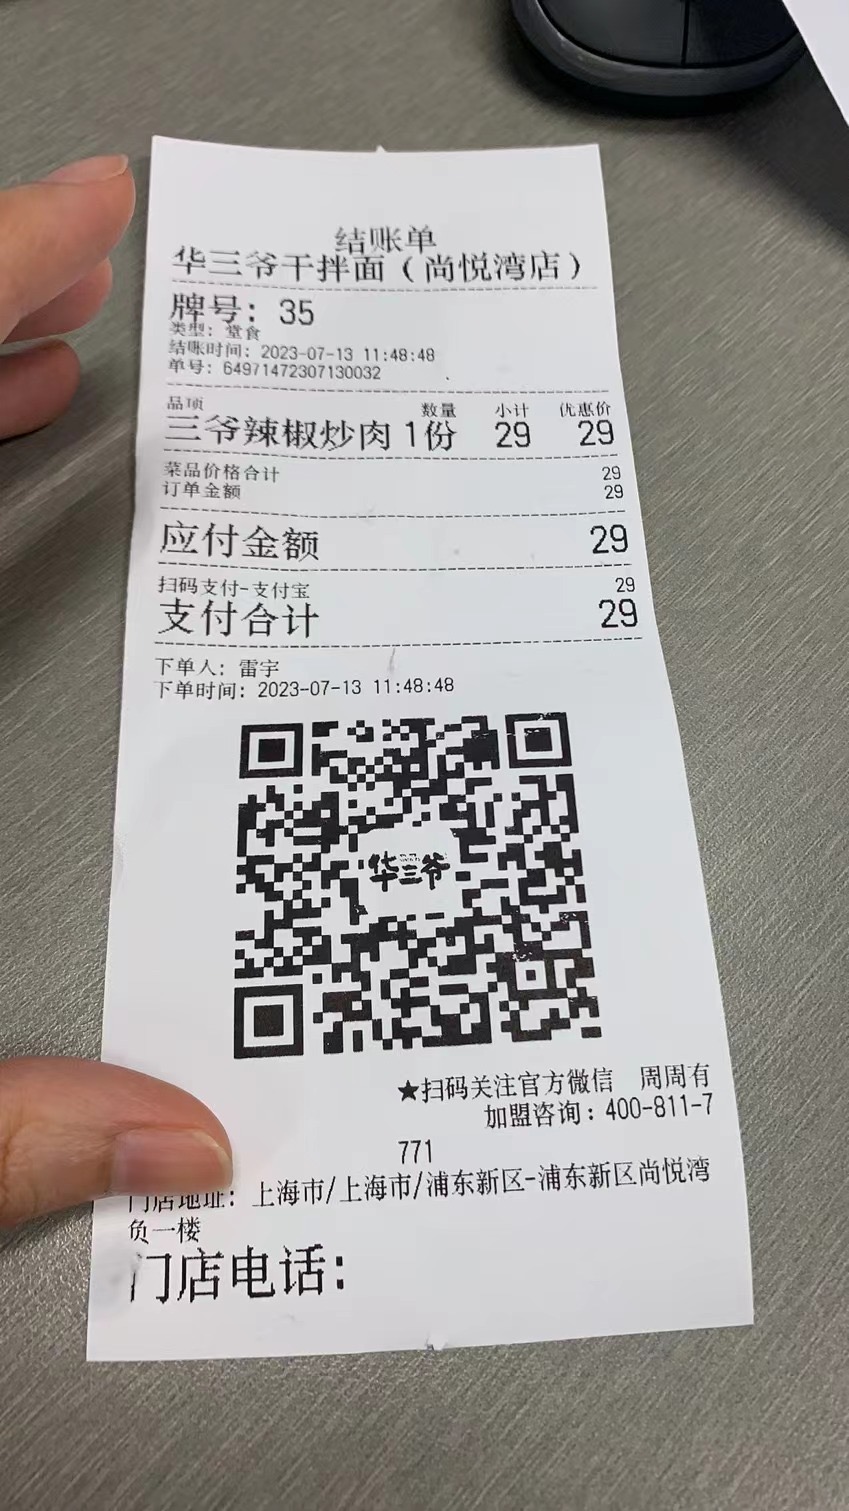 结账单
华三爷干拌面（尚悦湾店）
牌号：35
类型：堂食
结账时间：2023-07-13 11:48:48
单号：64971472307130032
品项 数量 小计 优惠价
三爷辣椒炒肉 1份 29 29
菜品价格合计 29
订单金额 29
应付金额 29
扫码支付-支付宝 29
支付合计 29
下单人：雷宇
下单时间：2023-07-13 11:48:48
华三爷
★扫码关注官方微信 周周有
加盟咨询：400-811-7
771
门店地址：上海市/上海市/浦东新区-浦东新区尚悦湾
负一楼
门店电话：